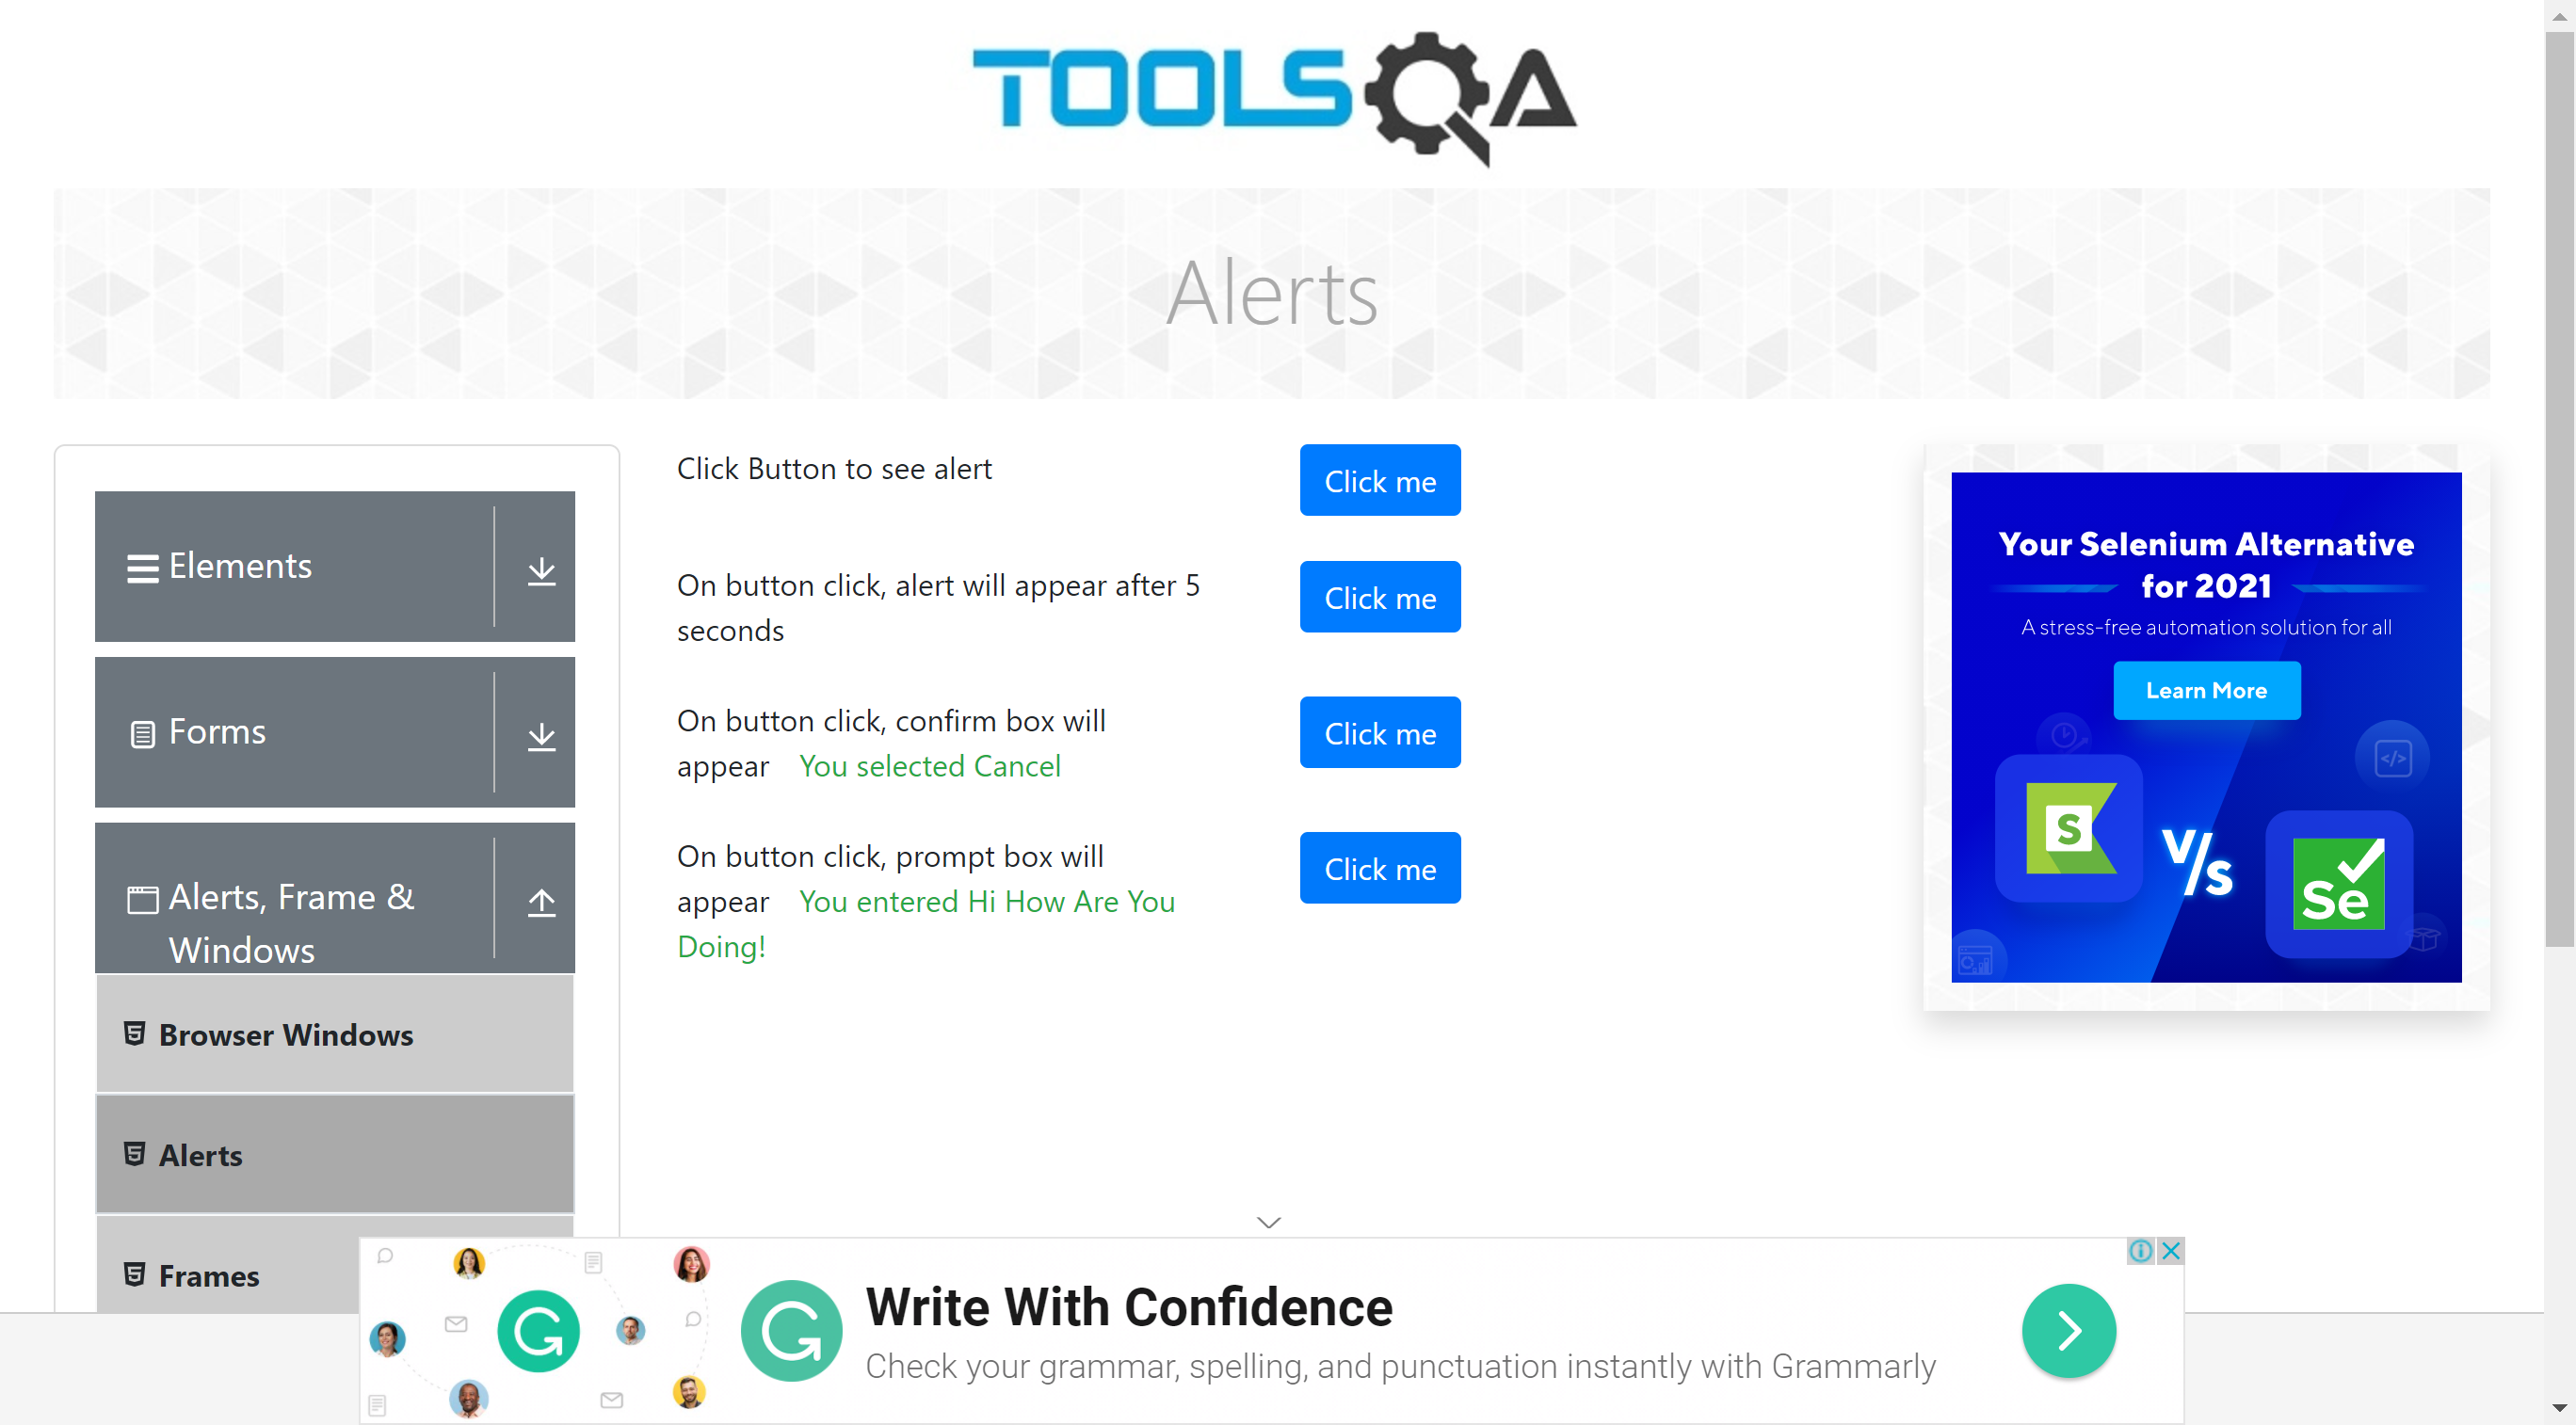 TOOLSQA
Alerts
Elements
Forms
Alerts, Frame &
Windows
Browser Windows
Alerts
Frames
Click Button to see alert
Click me
On button click, alert will appear after 5
seconds
Click me
On button click, confirm box will
appear You selected Cancel
Click me
On button click, prompt box will
appear You entered Hi How Are You
Doing!
Click me
Your Selenium Alternative
for 2021
A stress-free automation solution for all
Learn More
S
V/s
Se
</>
G
G
Write With Confidence
Check your grammar, spelling, and punctuation instantly with Grammarly